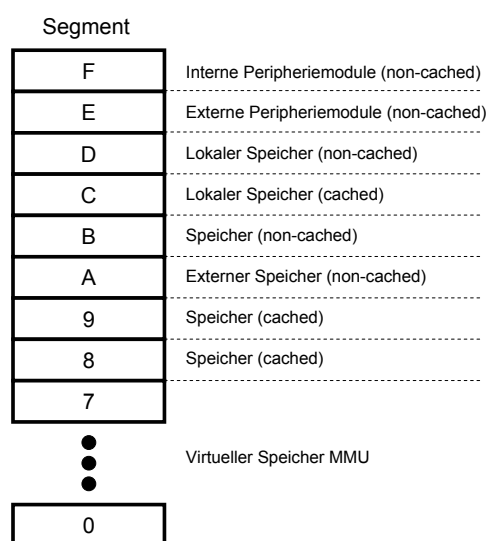 Segment
F Interne Peripheriemodule (non-cached)
E Externe Peripheriemodule (non-cached)
D Lokaler Speicher (non-cached)
C Lokaler Speicher (cached)
B Speicher (non-cached)
A Externer Speicher (non-cached)
9 Speicher (cached)
8 Speicher (cached)
7
Virtueller Speicher MMU
0